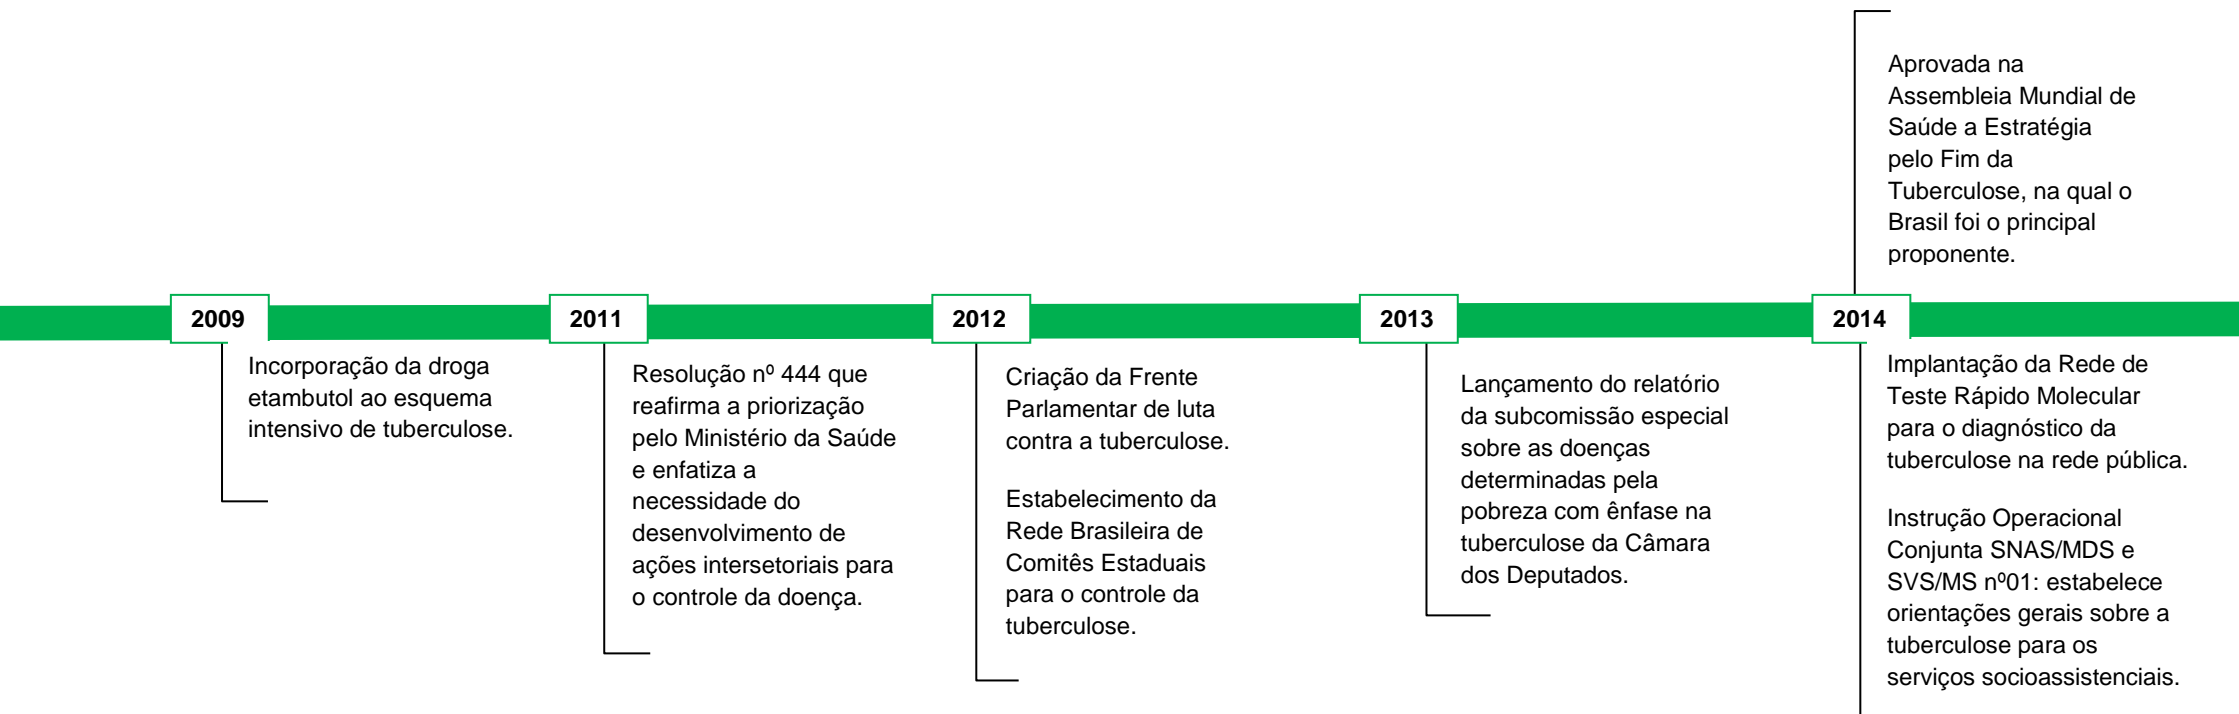 Aprovada na
Assembleia Mundial de
Saúde a Estratégia
pelo Fim da
Tuberculose, na qual o
Brasil foi o principal
proponente.
2009
Incorporação da droga
etambutol ao esquema
intensivo de tuberculose.
2011
Resolução nº 444 que
reafirma a priorização
pelo Ministério da Saúde
e enfatiza a
necessidade do
desenvolvimento de
ações intersetoriais para
o controle da doença.
2012
Criação da Frente
Parlamentar de luta
contra a tuberculose.
Estabelecimento da
Rede Brasileira de
Comitês Estaduais
para o controle da
tuberculose.
2013
Lançamento do relatório
da subcomissão especial
sobre as doenças
determinadas pela
pobreza com ênfase na
tuberculose da Câmara
dos Deputados.
2014
Implantação da Rede de
Teste Rápido Molecular
para o diagnóstico da
tuberculose na rede pública.
Instrução Operacional
Conjunta SNAS/MDS e
SVS/MS nº01: estabelece
orientações gerais sobre a
tuberculose para os
serviços socioassistenciais.